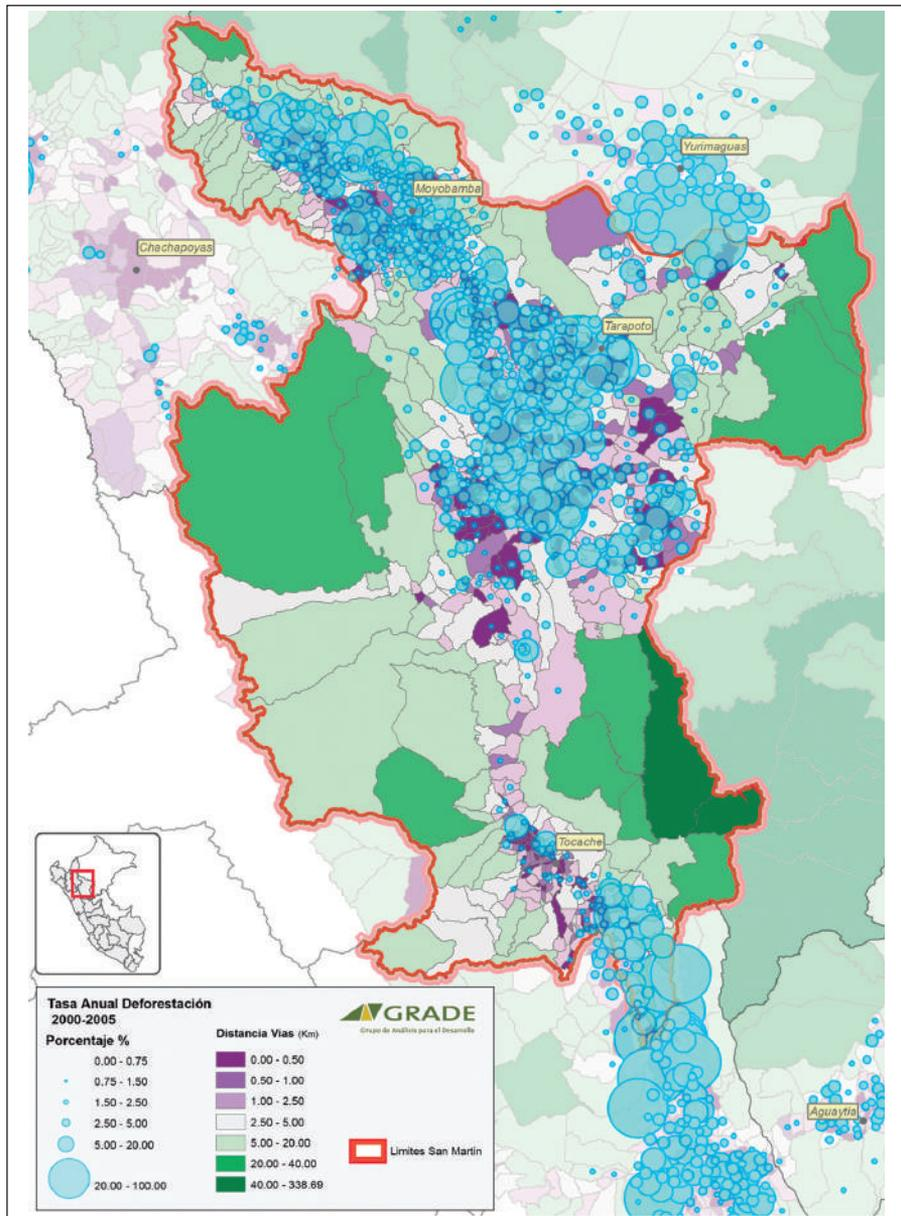 Yurimaguas
Moyobamba
Chachapoyas
Tarapoto
Tocache
Aguaytía
Tasa Anual Deforestación
2000-2005
Porcentaje %
0.00 - 0.75
0.75 - 1.50
1.50 - 2.50
2.50 - 5.00
5.00 - 20.00
20.00 - 100.00
Distancia Vias (Km)
0.00 - 0.50
0.50 - 1.00
1.00 - 2.50
2.50 - 5.00
5.00 - 20.00
20.00 - 40.00
40.00 - 338.69
GRADE
Grupo de Análisis para el Desarrollo
Limites San Martin